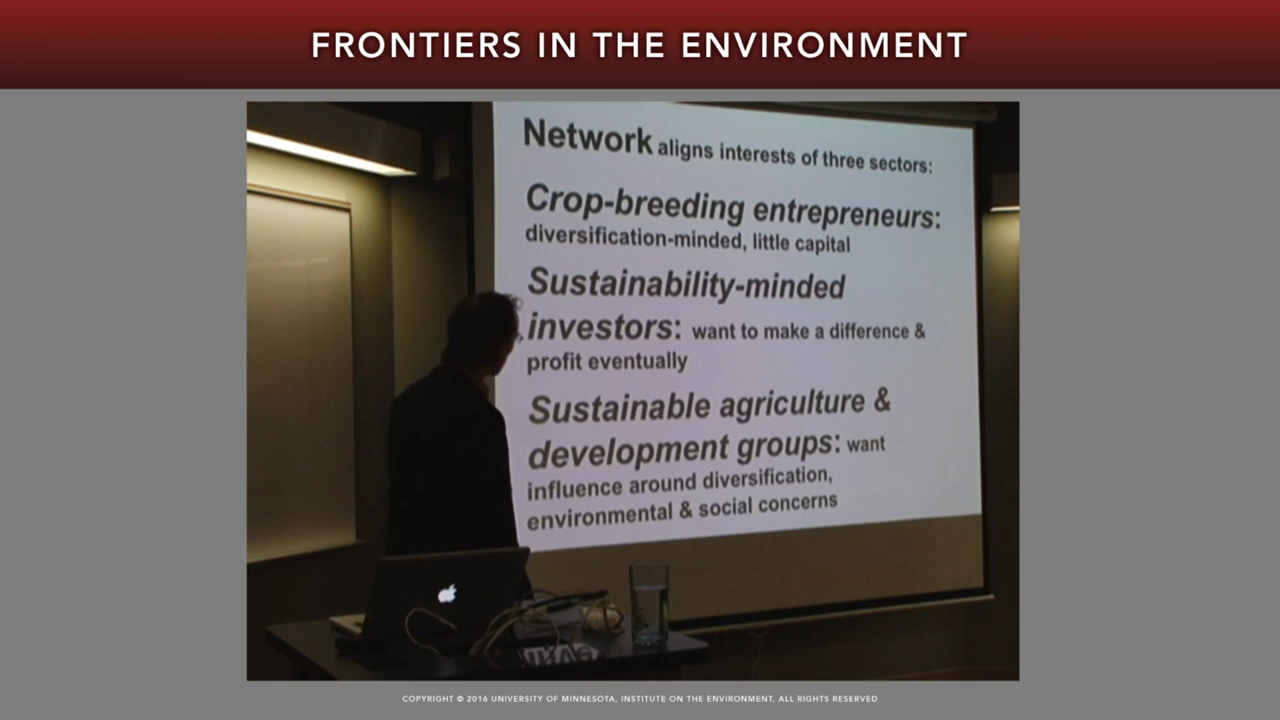 FRONTIERS IN THE ENVIRONMENT
Network aligns interests of three sectors:
Crop-breeding entrepreneurs:
diversification-minded, little capital
Sustainability-minded
investors: want to make a difference &
profit eventually
Sustainable agriculture &
development groups: want
influence around diversification,
environmental & social concerns
COPYRIGHT © 2016 UNIVERSITY OF MINNESOTA, INSTITUTE ON THE ENVIRONMENT, ALL RIGHTS RESERVED